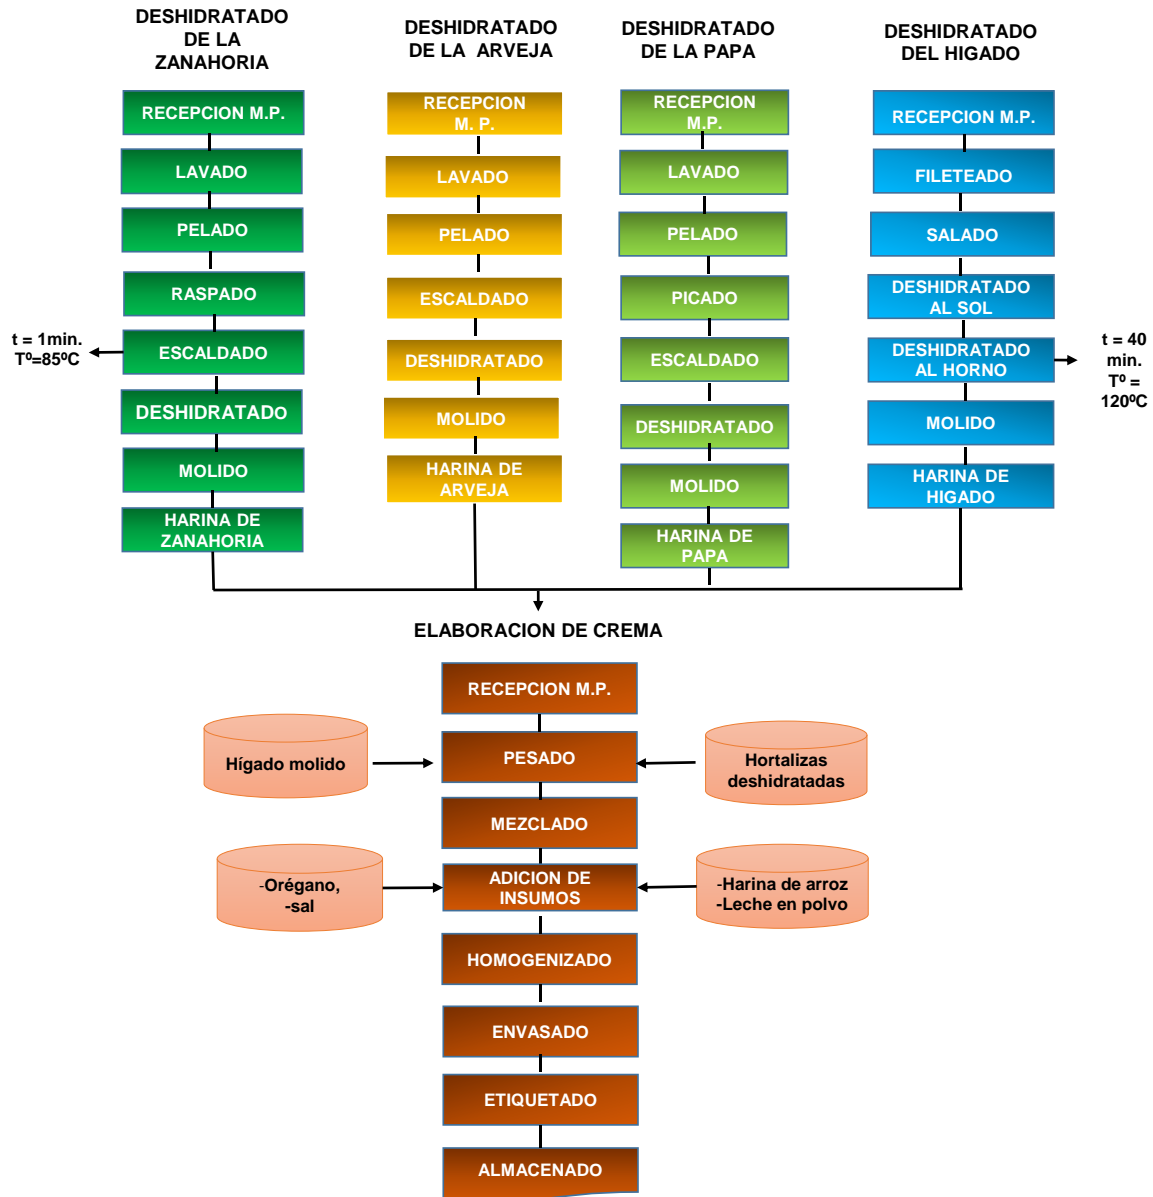 DESHIDRATADO
DE LA
ZANAHORIA
RECEPCION M.P.
LAVADO
PELADO
RASPADO
t = 1min.
Tº=85ºC
ESCALDADO
DESHIDRATADO
MOLIDO
HARINA DE
ZANAHORIA
DESHIDRATADO
DE LA ARVEJA
RECEPCION
M. P.
LAVADO
PELADO
ESCALDADO
DESHIDRATADO
MOLIDO
HARINA DE
ARVEJA
DESHIDRATADO
DE LA PAPA
RECEPCION
M.P.
LAVADO
PELADO
PICADO
ESCALDADO
DESHIDRATADO
MOLIDO
HARINA DE
PAPA
DESHIDRATADO
DEL HIGADO
RECEPCION M.P.
FILETEADO
SALADO
DESHIDRATADO
AL SOL
DESHIDRATADO
AL HORNO
t = 40
min.
Tº =
120ºC
MOLIDO
HARINA DE
HIGADO
ELABORACION DE CREMA
RECEPCION M.P.
Hígado molido
PESADO
Hortalizas
deshidratadas
MEZCLADO
-Orégano,
-sal
ADICION DE
INSUMOS
-Harina de arroz
-Leche en polvo
HOMOGENIZADO
ENVASADO
ETIQUETADO
ALMACENADO